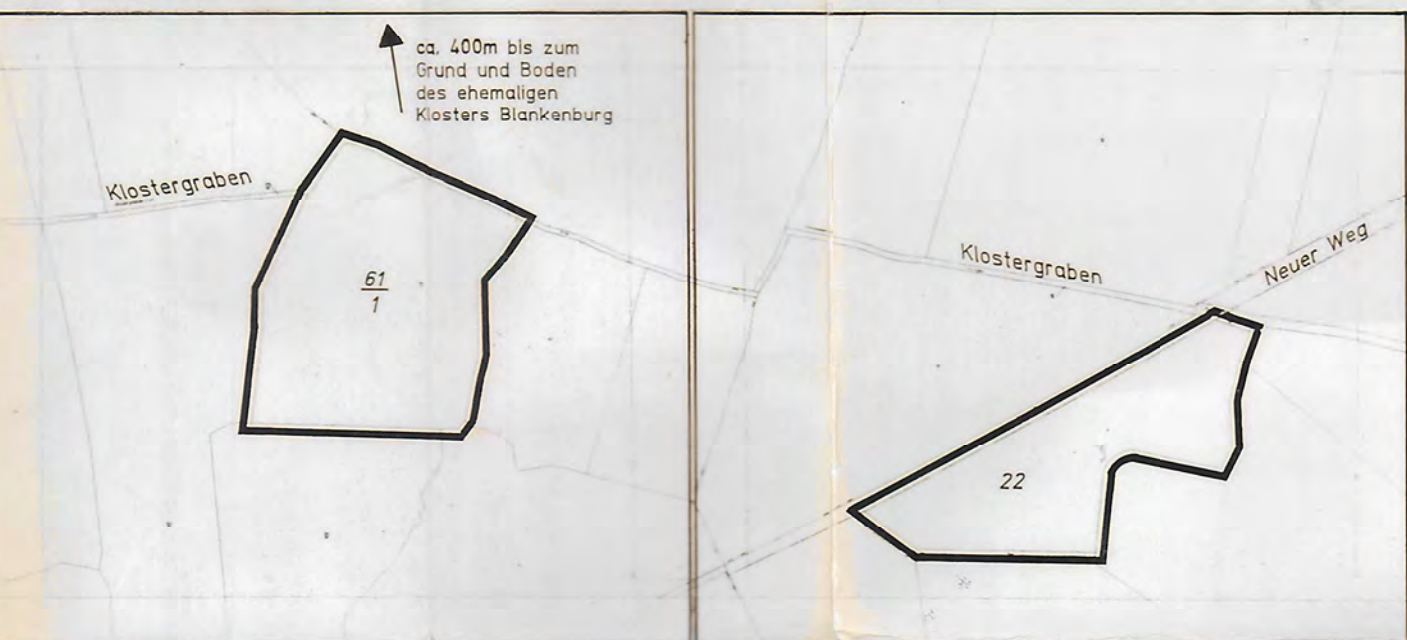 ca. 400m bis zum
Grund und Boden
des ehemaligen
Klosters Blankenburg
Klostergraben
61
1
Klostergraben
Neuer Weg
22